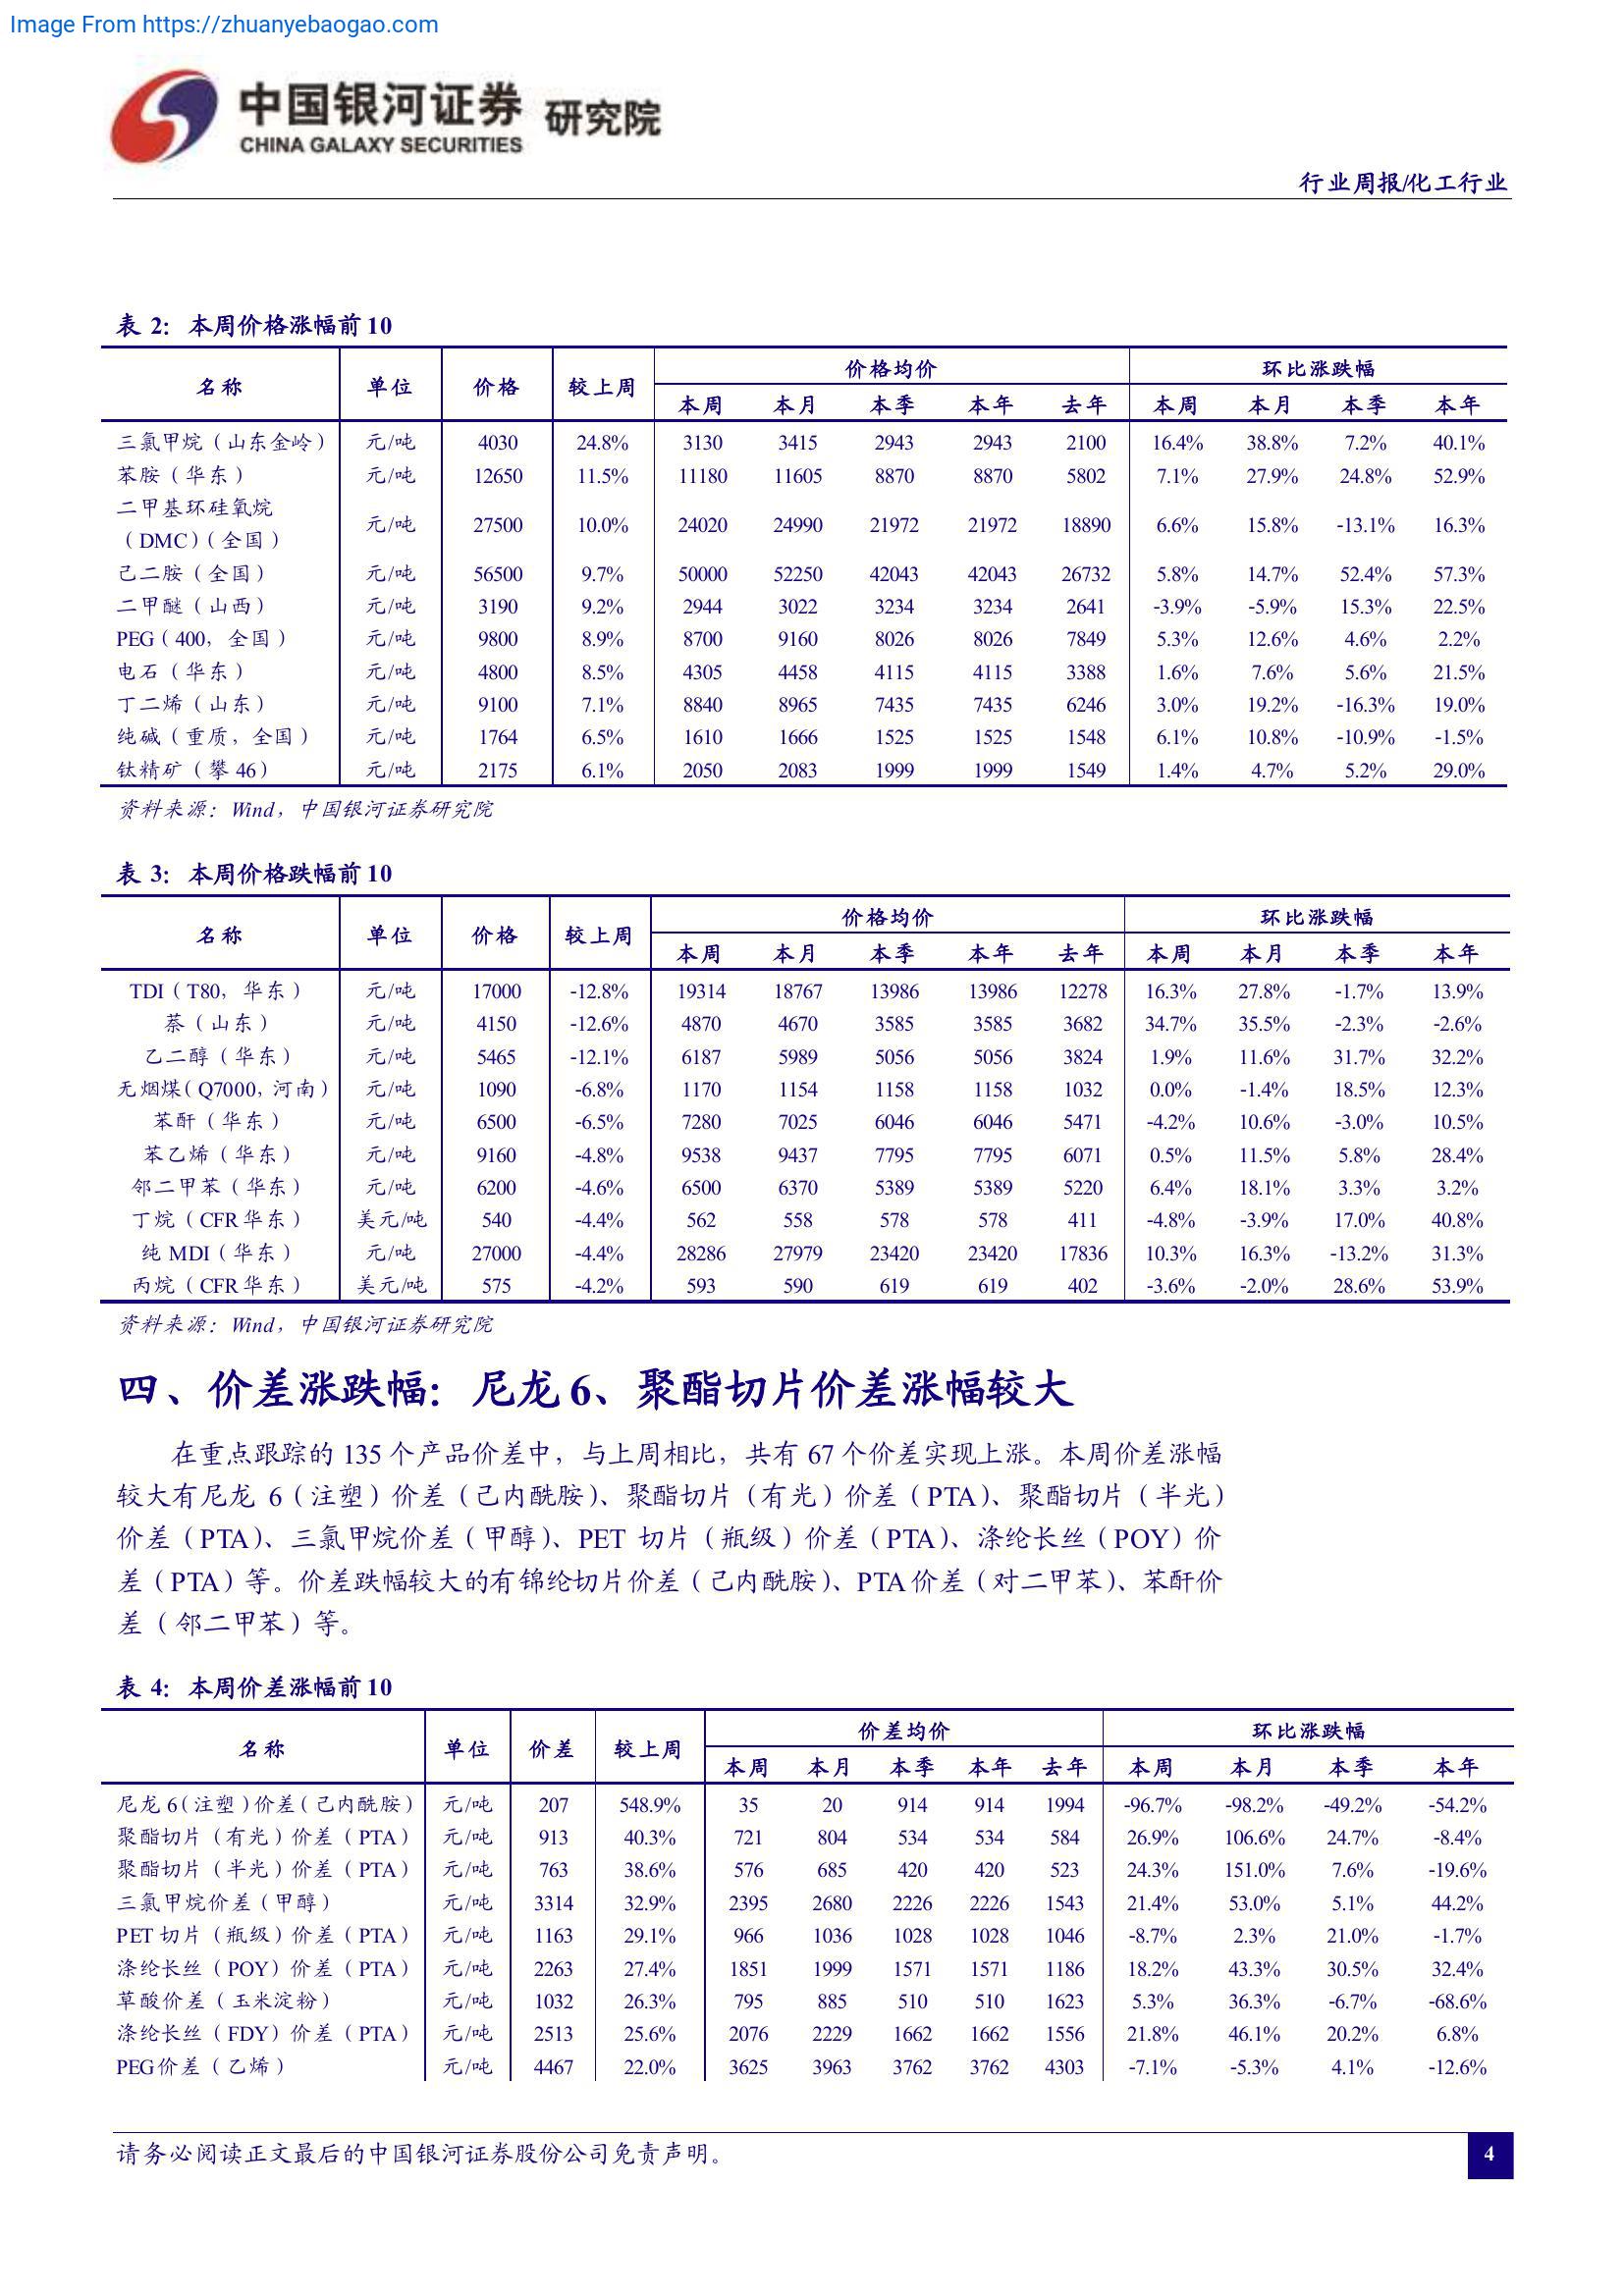 Image From https://zhuanyebaogao.com
中国银河证券 研究院
CHINA GALAXY SECURITIES
行业周报/化工行业
表 2：本周价格涨幅前 10
名称 单位 价格 较上周 价格均价 环比涨跌幅
本周 本月 本季 本年 去年 本周 本月 本季 本年
三氯甲烷（山东金岭） 元/吨 4030 24.8% 3130 3415 2943 2943 2100 16.4% 38.8% 7.2% 40.1%
苯胺（华东） 元/吨 12650 11.5% 11180 11605 8870 8870 5802 7.1% 27.9% 24.8% 52.9%
二甲基环硅氧烷
（DMC）（全国） 元/吨 27500 10.0% 24020 24990 21972 21972 18890 6.6% 15.8% -13.1% 16.3%
己二胺（全国） 元/吨 56500 9.7% 50000 52250 42043 42043 26732 5.8% 14.7% 52.4% 57.3%
二甲醚（山西） 元/吨 3190 9.2% 2944 3022 3234 3234 2641 -3.9% -5.9% 15.3% 22.5%
PEG（400，全国） 元/吨 9800 8.9% 8700 9160 8026 8026 7849 5.3% 12.6% 4.6% 2.2%
电石（华东） 元/吨 4800 8.5% 4305 4458 4115 4115 3388 1.6% 7.6% 5.6% 21.5%
丁二烯（山东） 元/吨 9100 7.1% 8840 8965 7435 7435 6246 3.0% 19.2% -16.3% 19.0%
纯碱（重质，全国） 元/吨 1764 6.5% 1610 1666 1525 1525 1548 6.1% 10.8% -10.9% -1.5%
钛精矿（攀 46） 元/吨 2175 6.1% 2050 2083 1999 1999 1549 1.4% 4.7% 5.2% 29.0%
资料来源：Wind，中国银河证券研究院
表 3：本周价格跌幅前 10
名称 单位 价格 较上周 价格均价 环比涨跌幅
本周 本月 本季 本年 去年 本周 本月 本季 本年
TDI（T80，华东） 元/吨 17000 -12.8% 19314 18767 13986 13986 12278 16.3% 27.8% -1.7% 13.9%
萘（山东） 元/吨 4150 -12.6% 4870 4670 3585 3585 3682 34.7% 35.5% -2.3% -2.6%
乙二醇（华东） 元/吨 5465 -12.1% 6187 5989 5056 5056 3824 1.9% 11.6% 31.7% 32.2%
无烟煤（Q7000，河南） 元/吨 1090 -6.8% 1170 1154 1158 1158 1032 0.0% -1.4% 18.5% 12.3%
苯酐（华东） 元/吨 6500 -6.5% 7280 7025 6046 6046 5471 -4.2% 10.6% -3.0% 10.5%
苯乙烯（华东） 元/吨 9160 -4.8% 9538 9437 7795 7795 6071 0.5% 11.5% 5.8% 28.4%
邻二甲苯（华东） 元/吨 6200 -4.6% 6500 6370 5389 5389 5220 6.4% 18.1% 3.3% 3.2%
丁烷（CFR 华东） 美元/吨 540 -4.4% 562 558 578 578 411 -4.8% -3.9% 17.0% 40.8%
纯 MDI（华东） 元/吨 27000 -4.4% 28286 27979 23420 23420 17836 10.3% 16.3% -13.2% 31.3%
丙烷（CFR 华东） 美元/吨 575 -4.2% 593 590 619 619 402 -3.6% -2.0% 28.6% 53.9%
资料来源：Wind，中国银河证券研究院
四、价差涨跌幅：尼龙 6、聚酯切片价差涨幅较大
在重点跟踪的 135 个产品价差中，与上周相比，共有 67 个价差实现上涨。本周价差涨幅
较大有尼龙 6（注塑）价差（己内酰胺）、聚酯切片（有光）价差（PTA）、聚酯切片（半光）
价差（PTA）、三氯甲烷价差（甲醇）、PET 切片（瓶级）价差（PTA）、涤纶长丝（POY）价
差（PTA）等。价差跌幅较大的有锦纶切片价差（己内酰胺）、PTA 价差（对二甲苯）、苯酐价
差（邻二甲苯）等。
表 4：本周价差涨幅前 10
名称 单位 价差 较上周 价差均价 环比涨跌幅
本周 本月 本季 本年 去年 本周 本月 本季 本年
尼龙 6（注塑）价差（己内酰胺） 元/吨 207 548.9% 35 20 914 914 1994 -96.7% -98.2% -49.2% -54.2%
聚酯切片（有光）价差（PTA） 元/吨 913 40.3% 721 804 534 534 584 26.9% 106.6% 24.7% -8.4%
聚酯切片（半光）价差（PTA） 元/吨 763 38.6% 576 685 420 420 523 24.3% 151.0% 7.6% -19.6%
三氯甲烷价差（甲醇） 元/吨 3314 32.9% 2395 2680 2226 2226 1543 21.4% 53.0% 5.1% 44.2%
PET 切片（瓶级）价差（PTA） 元/吨 1163 29.1% 966 1036 1028 1028 1046 -8.7% 2.3% 21.0% -1.7%
涤纶长丝（POY）价差（PTA） 元/吨 2263 27.4% 1851 1999 1571 1571 1186 18.2% 43.3% 30.5% 32.4%
草酸价差（玉米淀粉） 元/吨 1032 26.3% 795 885 510 510 1623 5.3% 36.3% -6.7% -68.6%
涤纶长丝（FDY）价差（PTA） 元/吨 2513 25.6% 2076 2229 1662 1662 1556 21.8% 46.1% 20.2% 6.8%
PEG价差（乙烯） 元/吨 4467 22.0% 3625 3963 3762 3762 4303 -7.1% -5.3% 4.1% -12.6%
请务必阅读正文最后的中国银河证券股份公司免责声明。
4